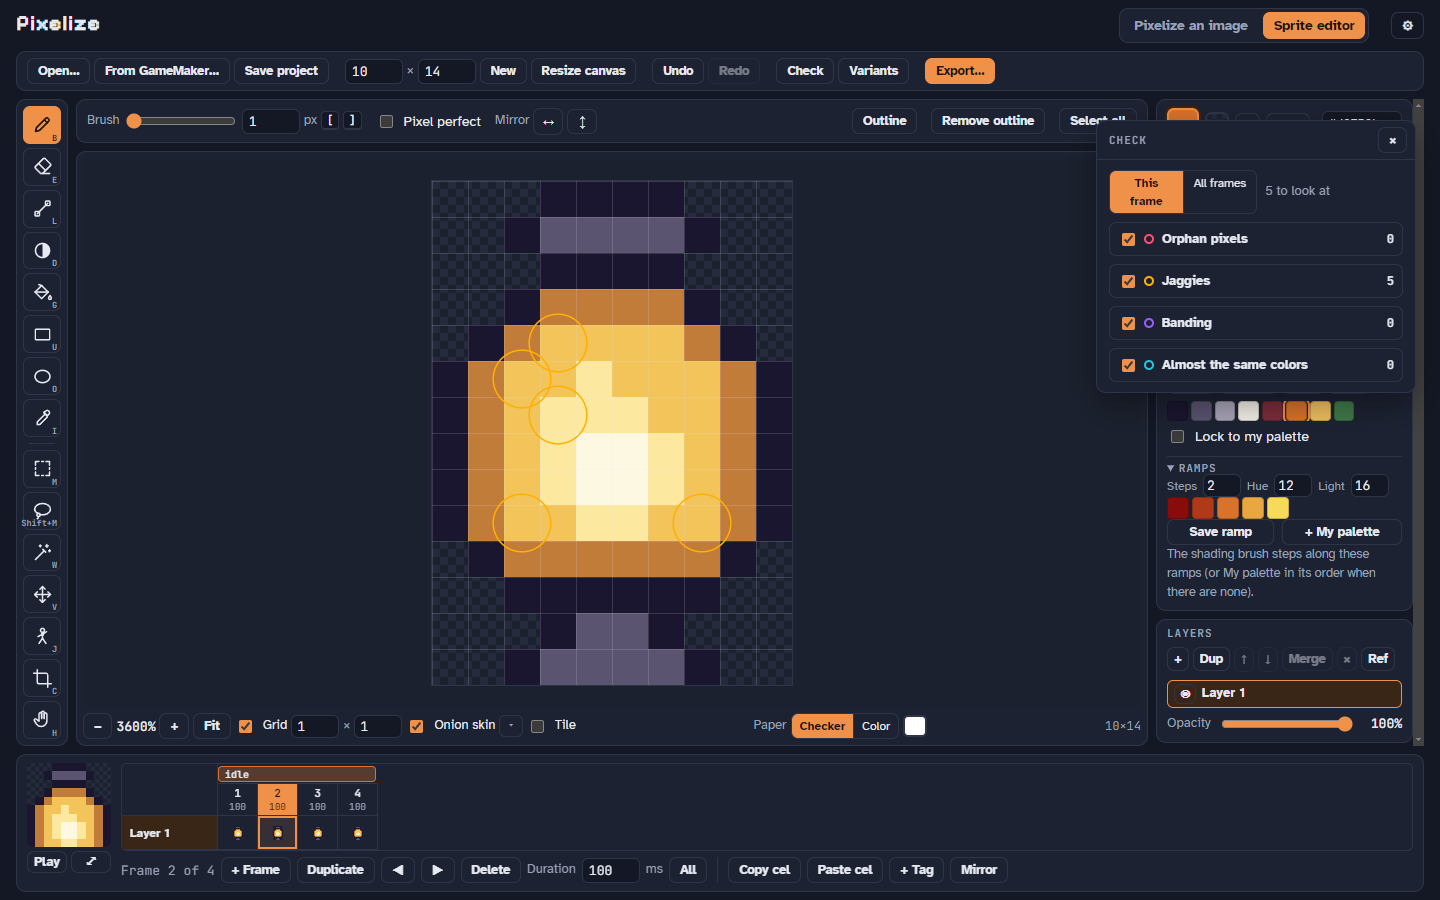 Pixelize
Pixelize an image
Sprite editor
Open...
From GameMaker...
Save project
10 × 14
New
Resize canvas
Undo
Redo
Check
Variants
Export...
Brush
1 px [ ]
Pixel perfect
Mirror ↔ ↕
Outline
Remove outline
Select all
B
E
L
D
G
U
O
I
M
Shift+M
W
V
J
C
H
CHECK
×
This frame
All frames
5 to look at
Orphan pixels 0
Jaggies 5
Banding 0
Almost the same colors 0
Lock to my palette
▼ RAMPS
Steps 2 Hue 12 Light 16
Save ramp
+ My palette
The shading brush steps along these
ramps (or My palette in its order when
there are none).
LAYERS
+ Dup ↑ ↓ Merge × Ref
Layer 1
Opacity 100%
− 3600% + Fit
Grid 1 × 1
Onion skin
Tile
Paper Checker Color
10×14
idle
1 2 3 4
100 100 100 100
Layer 1
Play
Frame 2 of 4
+ Frame
Duplicate
◀ ▶
Delete
Duration 100 ms
All
Copy cel
Paste cel
+ Tag
Mirror